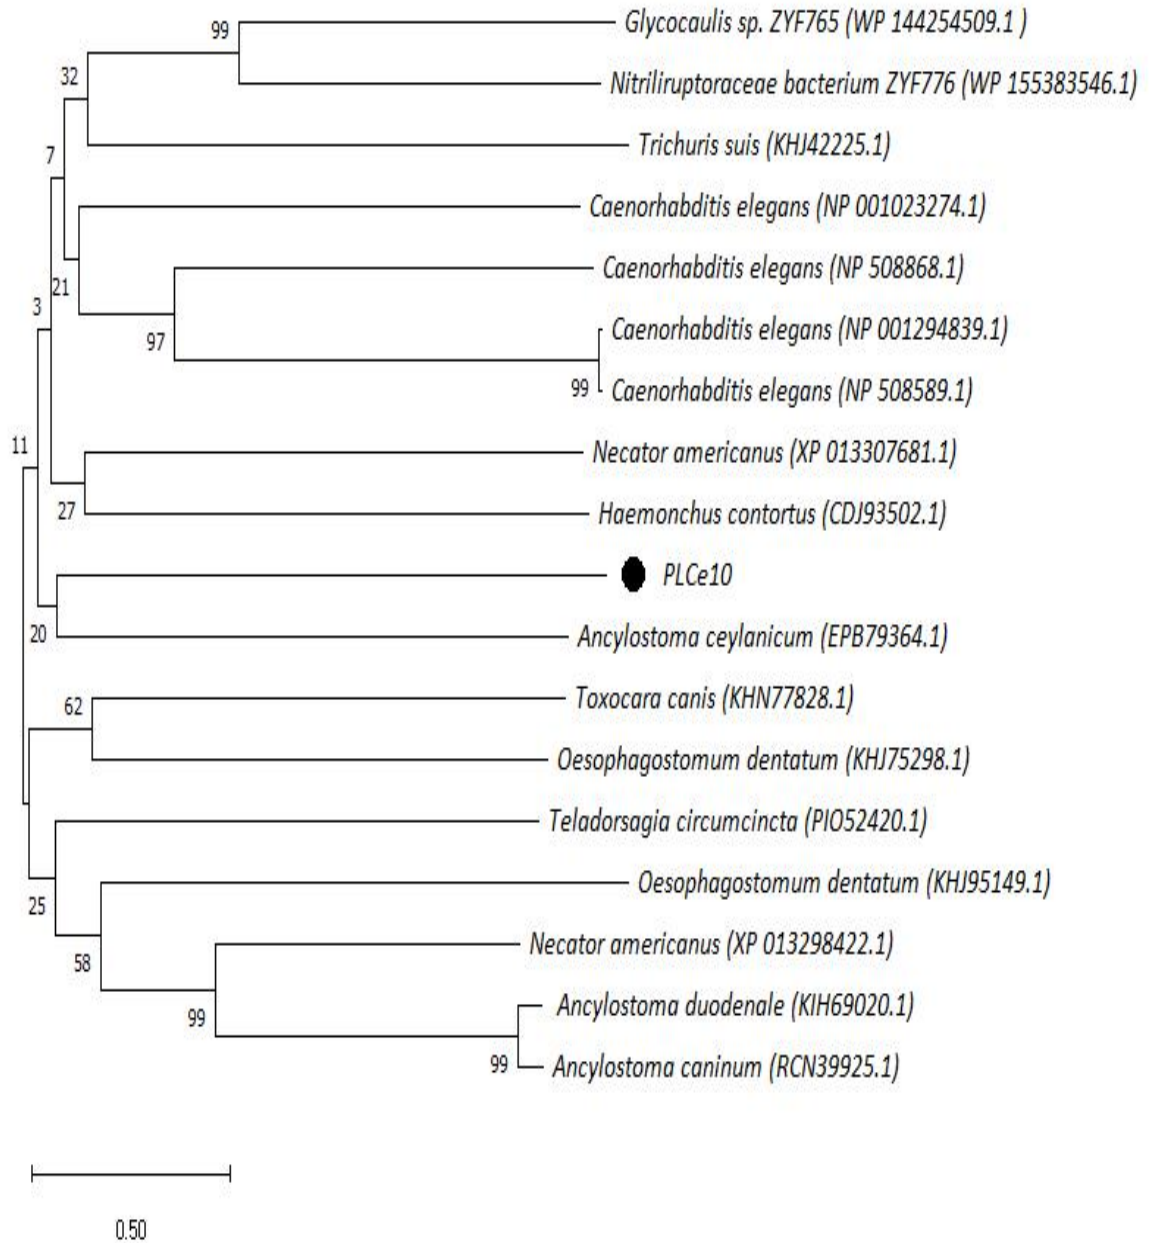 99
Glycocaulis sp. ZYF765 (WP 144254509.1 )
32
Nitriliruptoraceae bacterium ZYF776 (WP 155383546.1)
7
Trichuris suis (KHJ42225.1)
Caenorhabditis elegans (NP 001023274.1)
21
Caenorhabditis elegans (NP 508868.1)
3
97
Caenorhabditis elegans (NP 001294839.1)
99
Caenorhabditis elegans (NP 508589.1)
11
Necator americanus (XP 013307681.1)
27
Haemonchus contortus (CDJ93502.1)
PLCe10
20
Ancylostoma ceylanicum (EPB79364.1)
62
Toxocara canis (KHN77828.1)
Oesophagostomum dentatum (KHJ75298.1)
Teladorsagia circumcincta (PIO52420.1)
25
Oesophagostomum dentatum (KHJ95149.1)
58
Necator americanus (XP 013298422.1)
99
Ancylostoma duodenale (KIH69020.1)
99
Ancylostoma caninum (RCN39925.1)
0.50